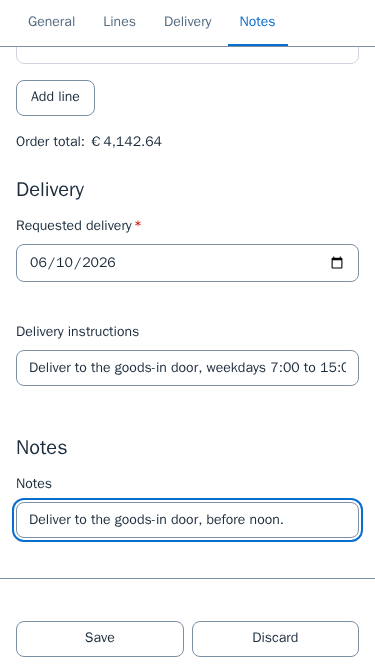 General Lines Delivery Notes
Add line
Order total: € 4,142.64
Delivery
Requested delivery *
06/10/2026
Delivery instructions
Deliver to the goods-in door, weekdays 7:00 to
Notes
Notes
Deliver to the goods-in door, before noon.
Save Discard